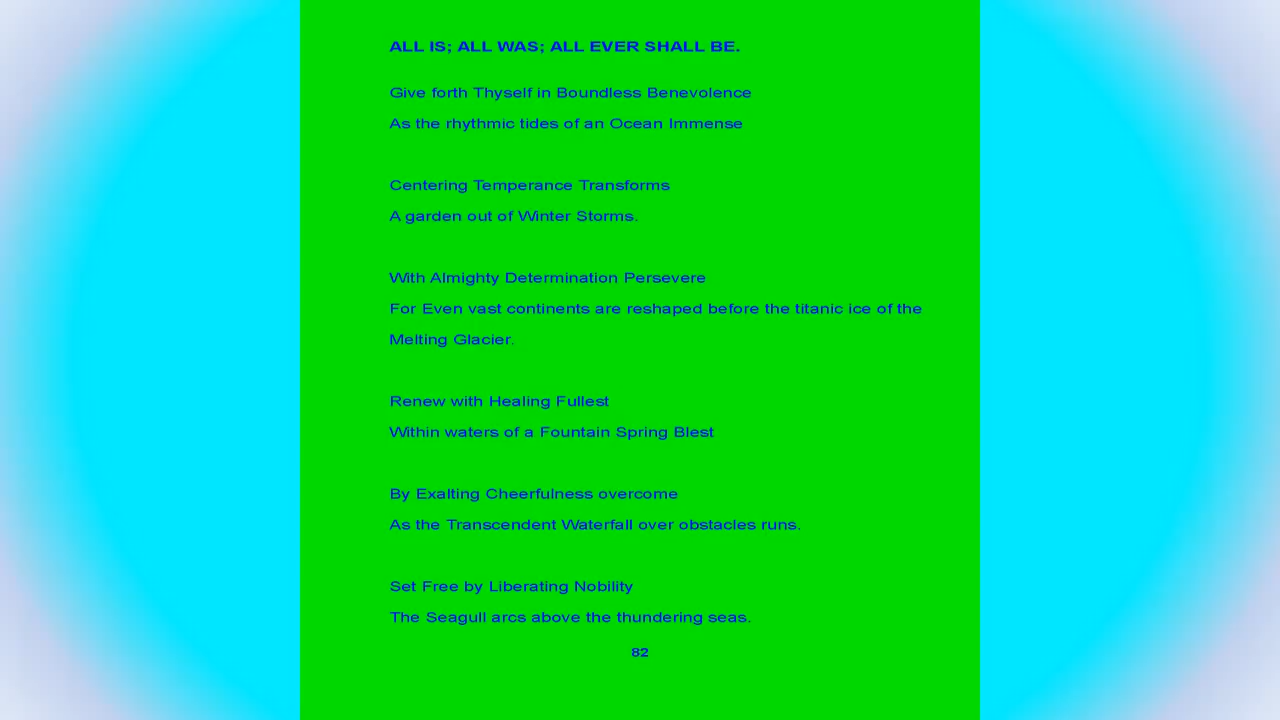 ALL IS; ALL WAS; ALL EVER SHALL BE.
Give forth Thyself in Boundless Benevolence
As the rhythmic tides of an Ocean Immense
Centering Temperance Transforms
A garden out of Winter Storms.
With Almighty Determination Persevere
For Even vast continents are reshaped before the titanic ice of the
Melting Glacier.
Renew with Healing Fullest
Within waters of a Fountain Spring Blest
By Exalting Cheerfulness overcome
As the Transcendent Waterfall over obstacles runs.
Set Free by Liberating Nobility
The Seagull arcs above the thundering seas.
82